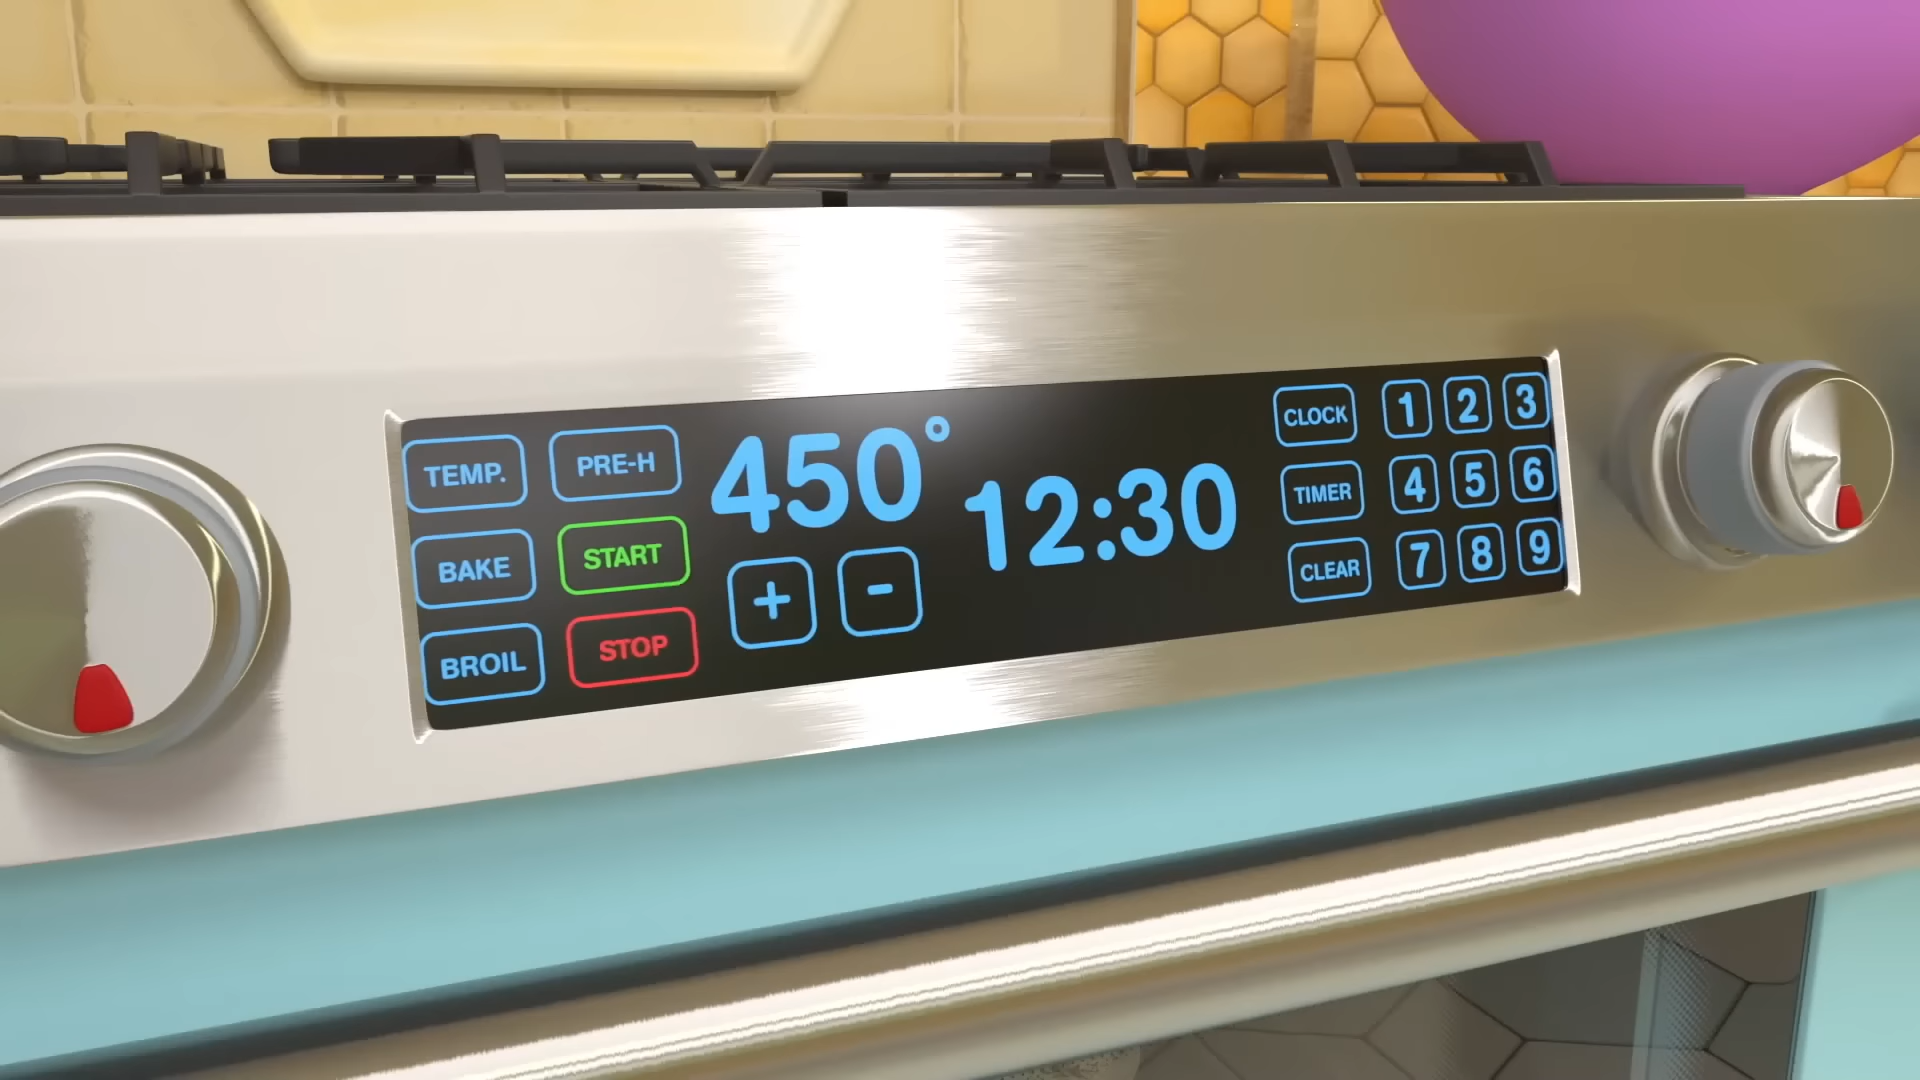 TEMP. PRE-H
BAKE START
BROIL STOP
450°
+ -
12:30
CLOCK 1 2 3
TIMER 4 5 6
CLEAR 7 8 9